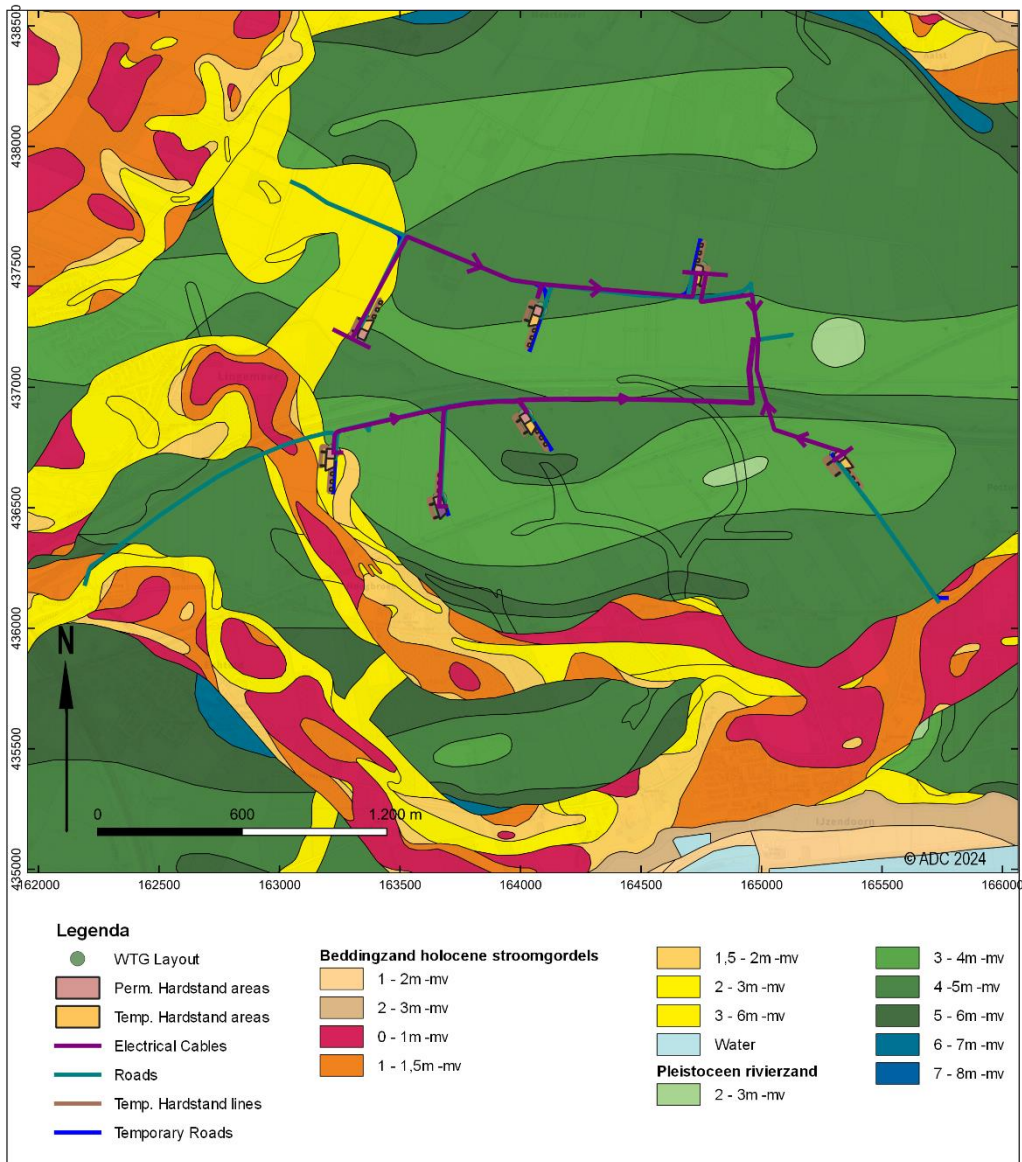 438500
438000
437500
437000
436500
436000
435500
435000
N
0 600 1.200 m
IJzendoorn
© ADC 2024
162000 162500 163000 163500 164000 164500 165000 165500 166000
Legenda
WTG Layout
Perm. Hardstand areas
Temp. Hardstand areas
Electrical Cables
Roads
Temp. Hardstand lines
Temporary Roads
Beddingzand holocene stroomgordels
1 - 2m -mv
2 - 3m -mv
0 - 1m -mv
1 - 1,5m -mv
1,5 - 2m -mv
2 - 3m -mv
3 - 6m -mv
Water
Pleistoceen rivierzand
2 - 3m -mv
3 - 4m -mv
4 -5m -mv
5 - 6m -mv
6 - 7m -mv
7 - 8m -mv